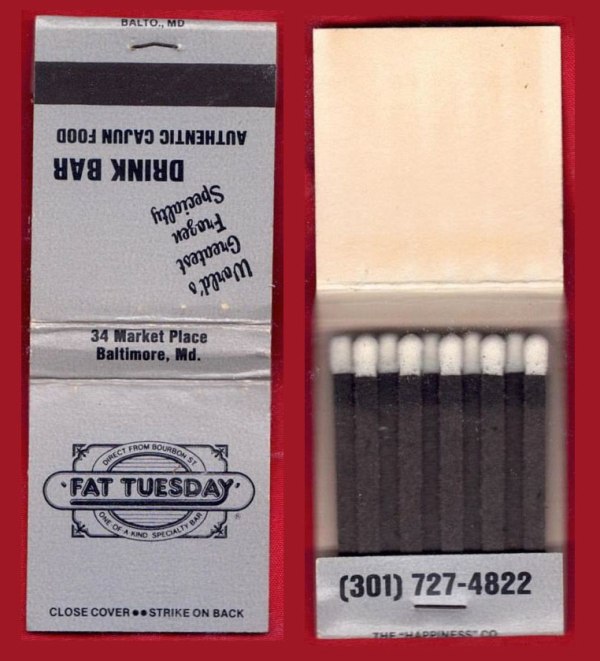 BALTO., MD
World's
Greatest
Frozen
Specialty
DRINK BAR
AUTHENTIC CAJUN FOOD
34 Market Place
Baltimore, Md.
DIRECT FROM BOURBON ST.
'FAT TUESDAY'
ONE-OF-A-KIND SPECIALTY BAR
®
CLOSE COVER ●● STRIKE ON BACK
(301) 727-4822
THE "HAPPINESS" CO.